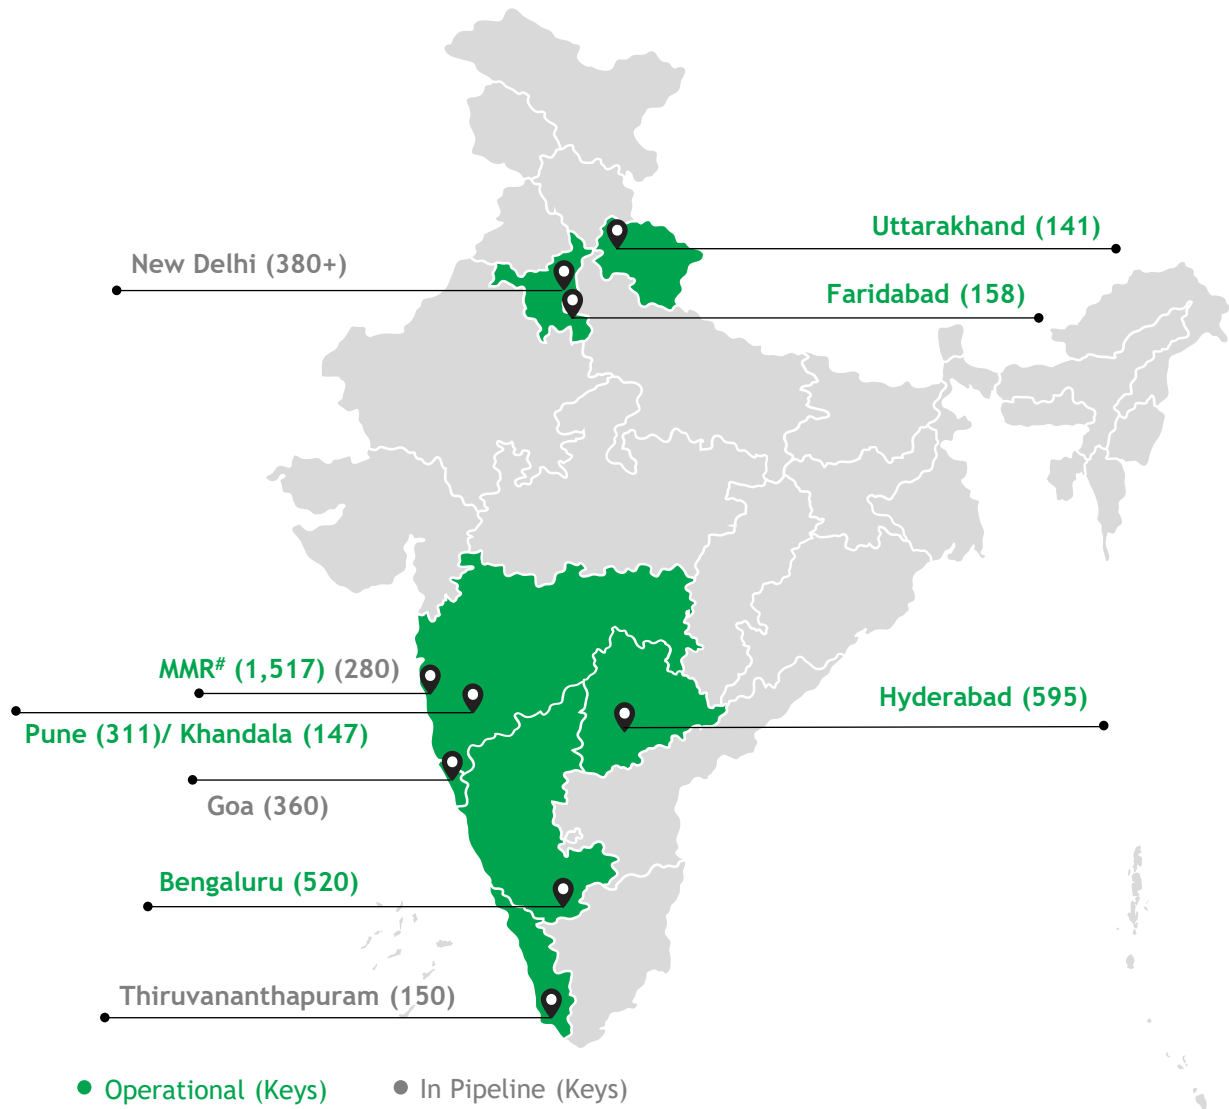 Uttarakhand (141)
New Delhi (380+)
Faridabad (158)
MMR# (1,517) (280)
Hyderabad (595)
Pune (311)/ Khandala (147)
Goa (360)
Bengaluru (520)
Thiruvananthapuram (150)
Operational (Keys)
In Pipeline (Keys)